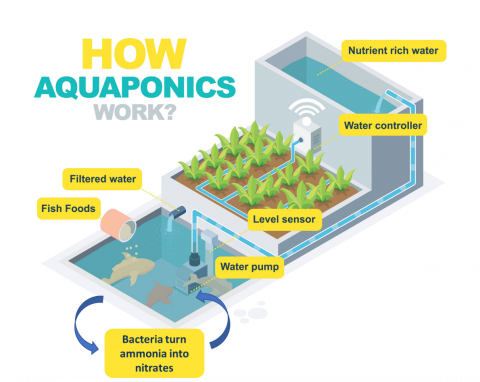 HOW
AQUAPONICS
WORK?
Nutrient rich water
Water controller
Filtered water
Fish Foods
Level sensor
Water pump
Bacteria turn
ammonia into
nitrates